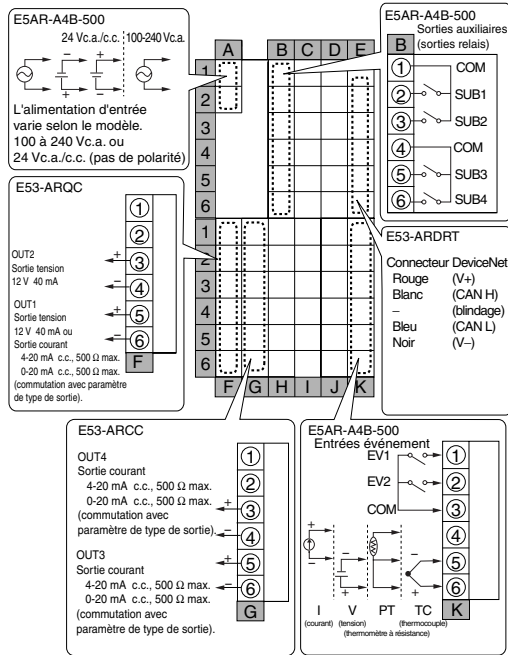 E5AR-A4B-500
24 Vc.a./c.c. 100-240 Vc.a.
+ − +
− +
L'alimentation d'entrée
varie selon le modèle.
100 à 240 Vc.a. ou
24 Vc.a./c.c. (pas de polarité)
A B C D E
1
2
3
4
5
6
1
2
3
4
5
6
F G H I J K
E5AR-A4B-500
Sorties auxiliaires
(sorties relais)
B
1 COM
2 SUB1
3 SUB2
4 COM
5 SUB3
6 SUB4
E53-ARQC
1
2
OUT2
Sortie tension
12 V 40 mA
+ 3
− 4
OUT1
Sortie tension
12 V 40 mA ou
Sortie courant
4-20 mA c.c., 500 Ω max.
0-20 mA c.c., 500 Ω max.
(commutation avec paramètre
de type de sortie).
+ 5
− 6
F
E53-ARDRT
Connecteur DeviceNet
Rouge (V+)
Blanc (CAN H)
– (blindage)
Bleu (CAN L)
Noir (V–)
E53-ARCC
OUT4
Sortie courant
4-20 mA c.c., 500 Ω max.
0-20 mA c.c., 500 Ω max.
(commutation avec
paramètre de type de sortie).
OUT3
Sortie courant
4-20 mA c.c., 500 Ω max.
0-20 mA c.c., 500 Ω max.
(commutation avec
paramètre de type de sortie).
1
2
+ 3
− 4
+ 5
− 6
G
E5AR-A4B-500
Entrées événement
EV1 1
EV2 2
COM 3
4
5
6
+ −
− +
− +
I V PT TC K
(courant) (tension) (thermocouple)
(thermomètre à résistance)